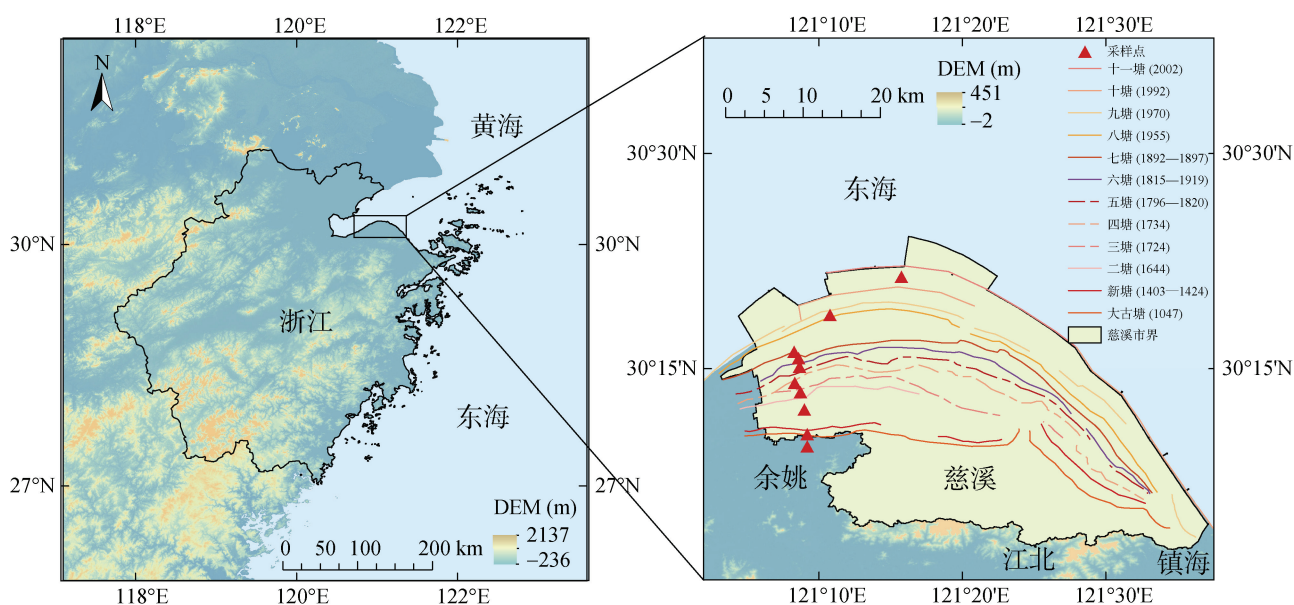 118°E 120°E 122°E
N
黄海
30°N 30°N
浙江
东海
27°N 27°N
DEM (m)
2137
−236
0 50 100 200 km
118°E 120°E 122°E
121°10'E 121°20'E 121°30'E
0 5 10 20 km
DEM (m)
451
−2
采样点
十一塘 (2002)
十塘 (1992)
九塘 (1970)
八塘 (1955)
七塘 (1892—1897)
六塘 (1815—1919)
五塘 (1796—1820)
四塘 (1734)
三塘 (1724)
二塘 (1644)
新塘 (1403—1424)
大古塘 (1047)
慈溪市界
30°30'N 30°30'N
东海
30°15'N 30°15'N
余姚
慈溪
江北
镇海
121°10'E 121°20'E 121°30'E